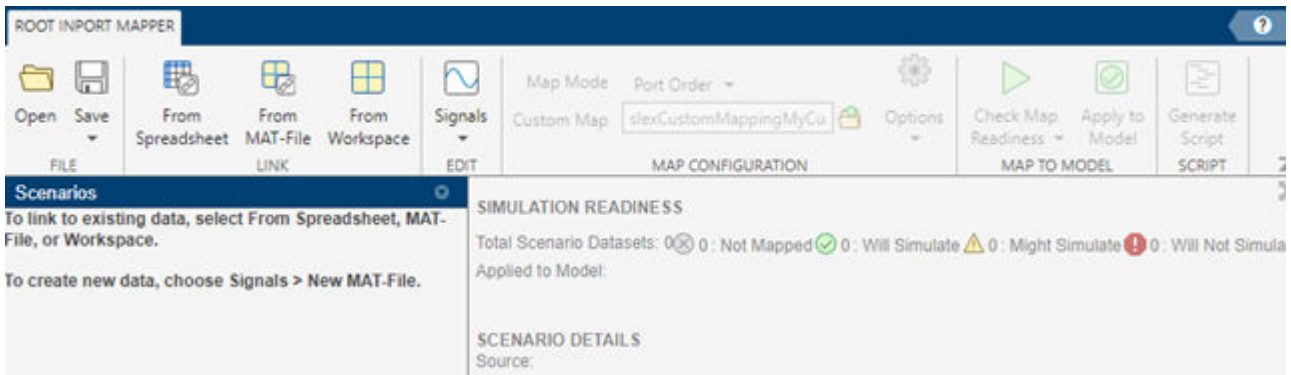 ROOT INPORT MAPPER
?
Open Save From Spreadsheet From MAT-File From Workspace Signals
Map Mode Port Order
Custom Map slexCustomMappingMyCu
Options Check Map Readiness Apply to Model Generate Script
FILE LINK EDIT MAP CONFIGURATION MAP TO MODEL SCRIPT
Scenarios
To link to existing data, select From Spreadsheet, MAT-
File, or Workspace.
To create new data, choose Signals > New MAT-File.
SIMULATION READINESS
Total Scenario Datasets: 0 0 : Not Mapped 0 : Will Simulate 0 : Might Simulate 0 : Will Not Simula
Applied to Model:
SCENARIO DETAILS
Source: